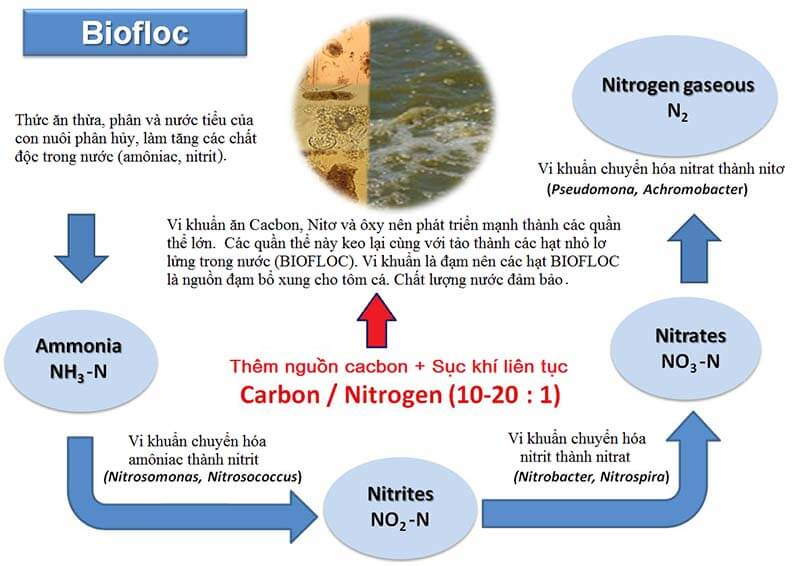 Biofloc
Thức ăn thừa, phân và nước tiểu của
con nuôi phân hủy, làm tăng các chất
độc trong nước (amôniac, nitrit).
Nitrogen gaseous
N2
Vi khuẩn chuyển hóa nitrat thành nitơ
(Pseudomona, Achromobacter)
Vi khuẩn ăn Cacbon, Nitơ và ôxy nên phát triển mạnh thành các quần
thể lớn. Các quần thể này keo lại cùng với tảo thành các hạt nhỏ lơ
lửng trong nước (BIOFLOC). Vi khuẩn là đạm nên các hạt BIOFLOC
là nguồn đạm bổ xung cho tôm cá. Chất lượng nước đảm bảo.
Ammonia
NH3-N
Thêm nguồn cacbon + Sục khí liên tục
Carbon / Nitrogen (10-20 : 1)
Nitrates
NO3-N
Vi khuẩn chuyển hóa
amôniac thành nitrit
(Nitrosomonas, Nitrosococcus)
Nitrites
NO2-N
Vi khuẩn chuyển hóa
nitrit thành nitrat
(Nitrobacter, Nitrospira)